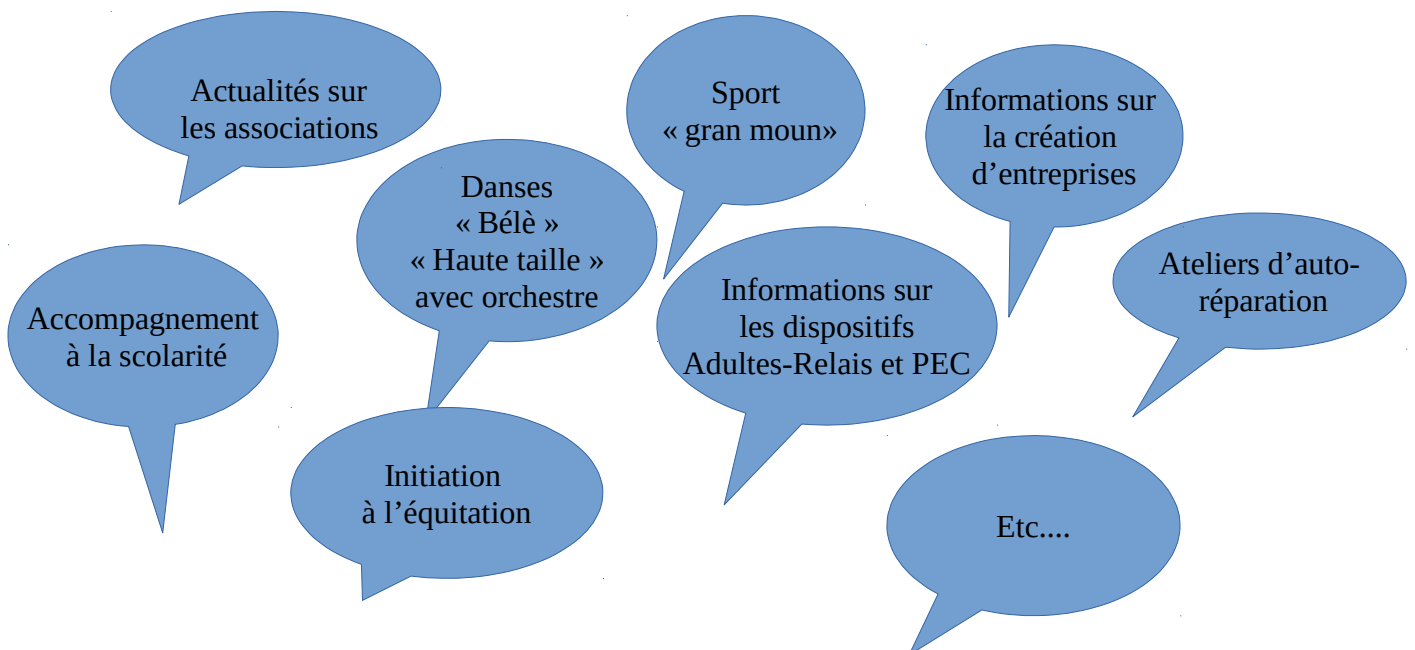 Actualités sur
les associations
Sport
« gran moun»
Informations sur
la création
d’entreprises
Danses
« Bélè »
« Haute taille »
avec orchestre
Ateliers d’auto-
réparation
Informations sur
les dispositifs
Adultes-Relais et PEC
Accompagnement
à la scolarité
Initiation
à l’équitation
Etc....